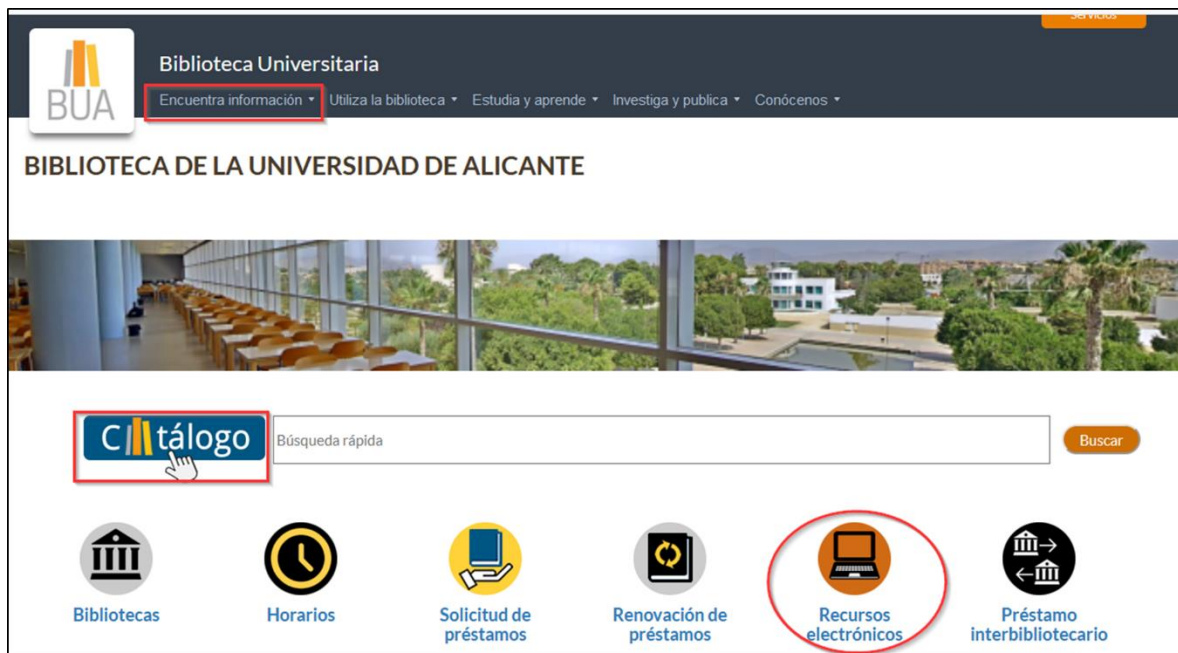 Servicios
Biblioteca Universitaria
BUA
Encuentra información Utiliza la biblioteca Estudia y aprende Investiga y publica Conócenos
BIBLIOTECA DE LA UNIVERSIDAD DE ALICANTE
Catálogo Búsqueda rápida Buscar
Bibliotecas
Horarios
Solicitud de
préstamos
Renovación de
préstamos
Recursos
electrónicos
Préstamo
interbibliotecario